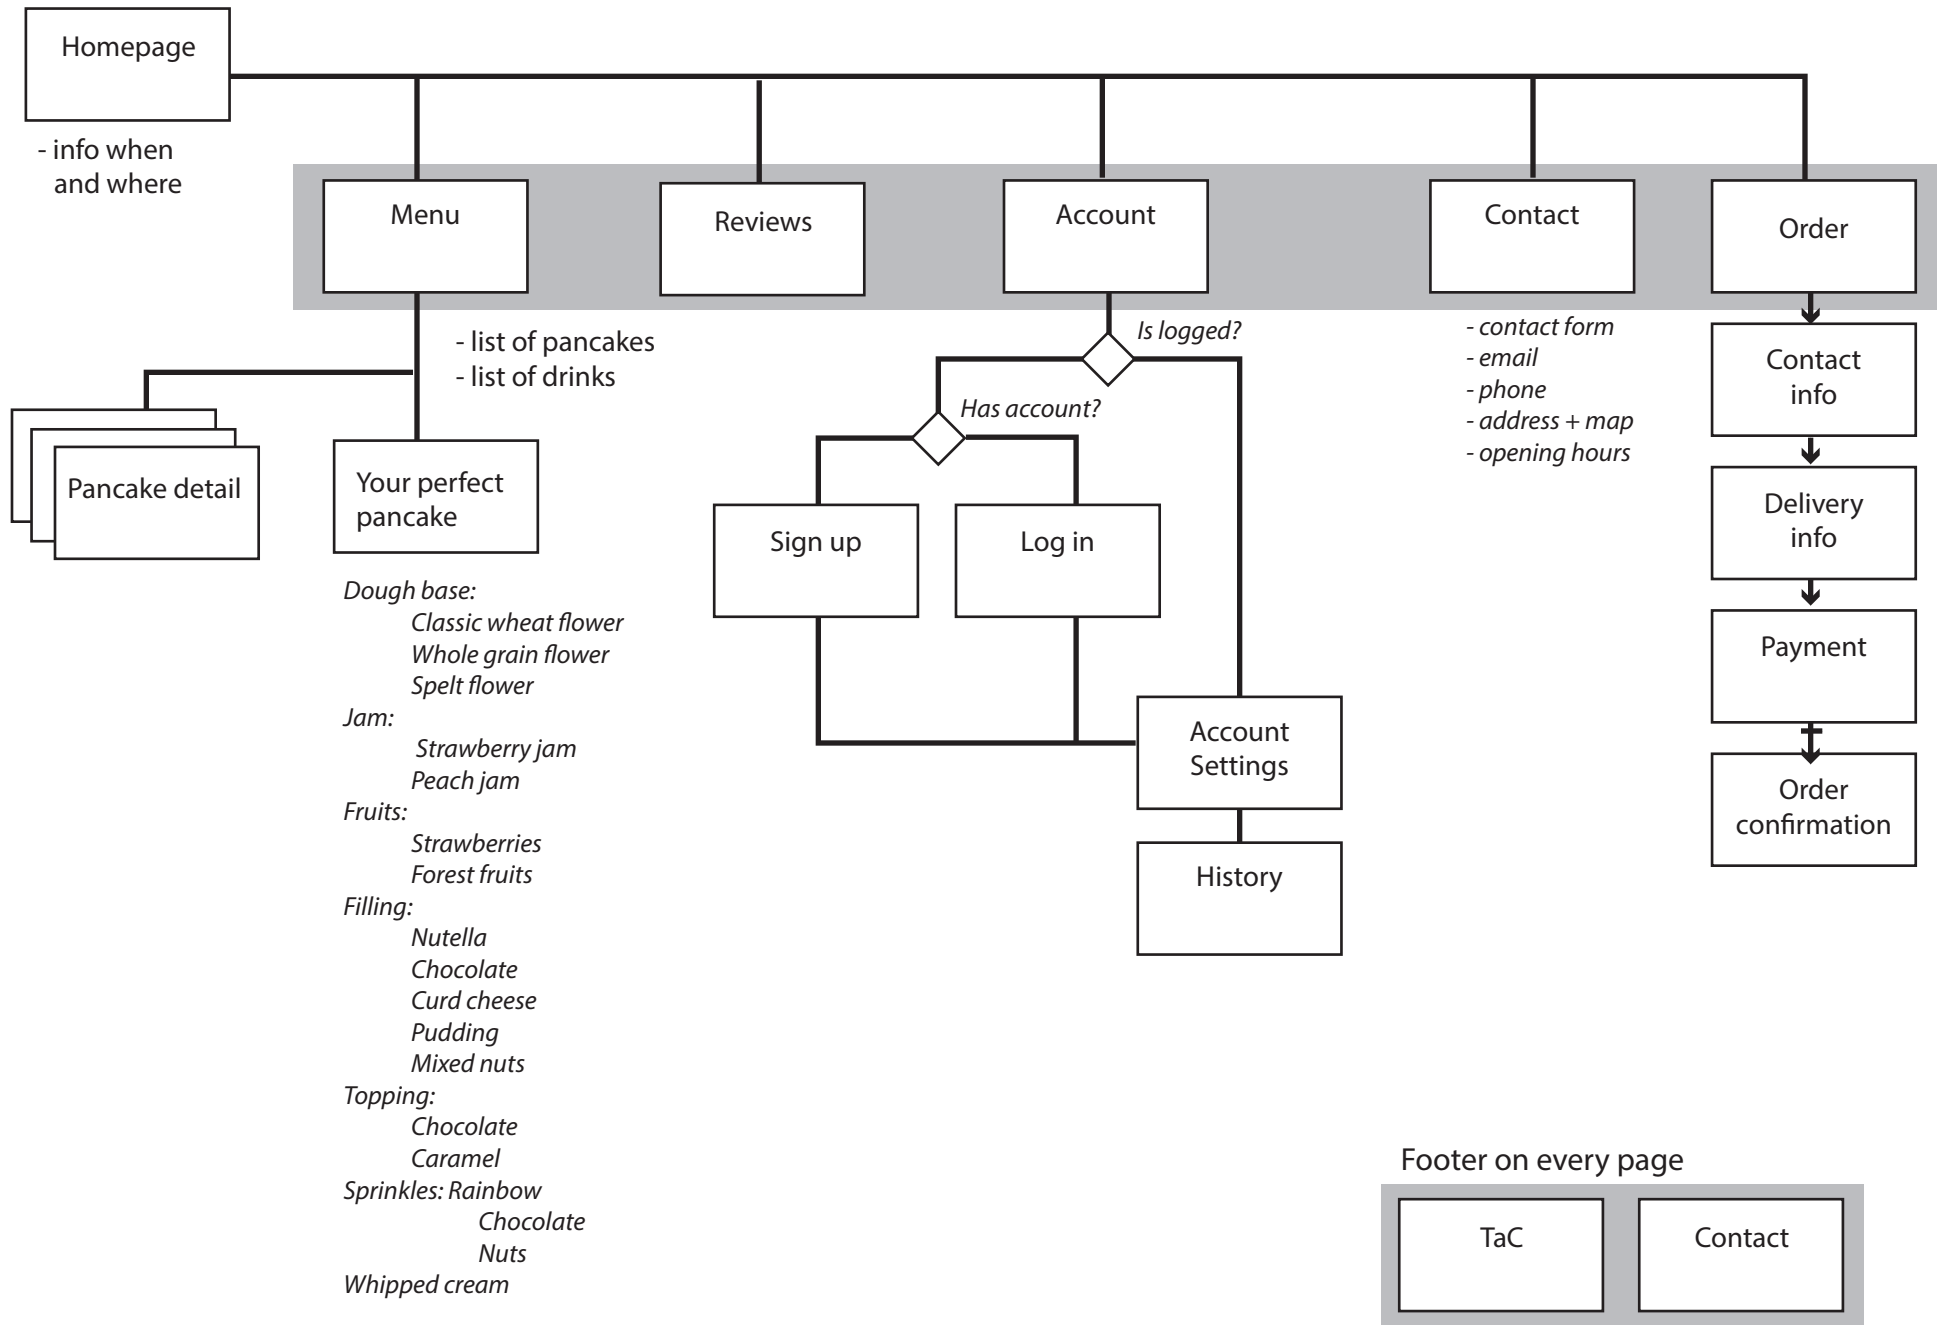 Homepage
- info when
and where
Menu
Reviews
Account
Contact
Order
- list of pancakes
- list of drinks
Pancake detail
Your perfect
pancake
Dough base:
Classic wheat flower
Whole grain flower
Spelt flower
Jam:
Strawberry jam
Peach jam
Fruits:
Strawberries
Forest fruits
Filling:
Nutella
Chocolate
Curd cheese
Pudding
Mixed nuts
Topping:
Chocolate
Caramel
Sprinkles: Rainbow
Chocolate
Nuts
Whipped cream
Is logged?
Has account?
Sign up
Log in
Account
Settings
History
- contact form
- email
- phone
- address + map
- opening hours
Contact
info
Delivery
info
Payment
Order
confirmation
Footer on every page
TaC
Contact